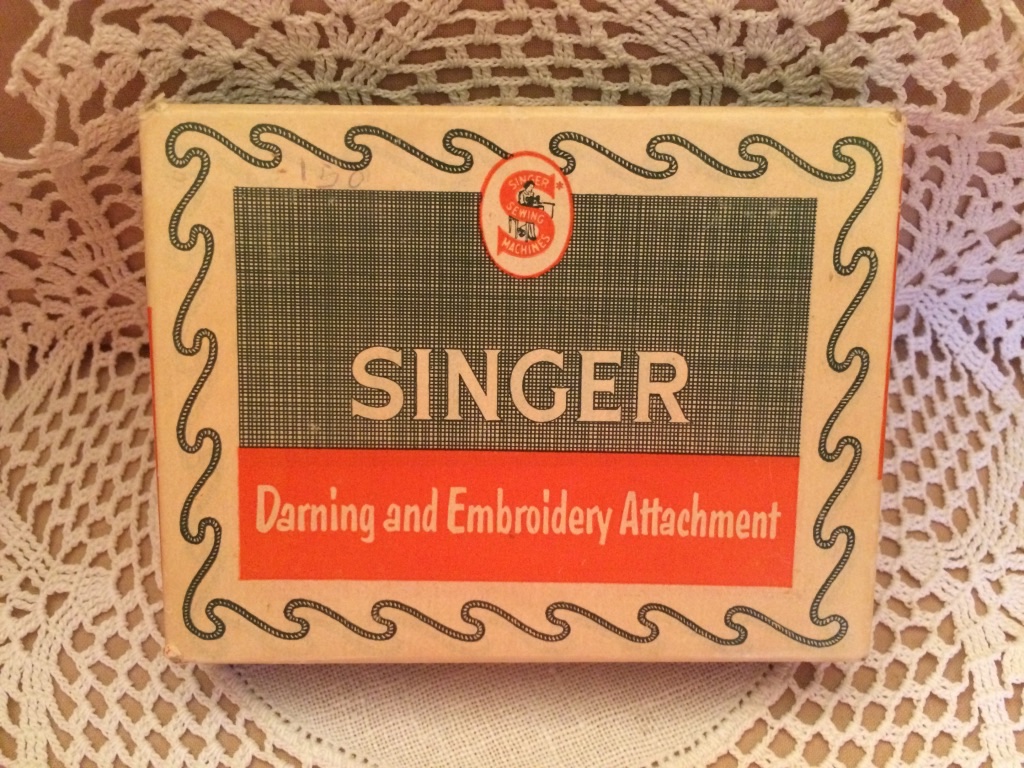 SINGER
SEWING
MACHINES
SINGER
Darning and Embroidery Attachment